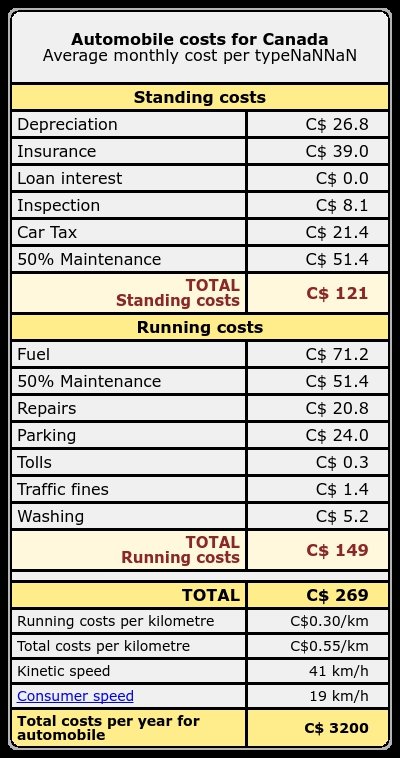 Automobile costs for Canada
Average monthly cost per typeNaNNaN
Standing costs
Depreciation C$ 26.8
Insurance C$ 39.0
Loan interest C$ 0.0
Inspection C$ 8.1
Car Tax C$ 21.4
50% Maintenance C$ 51.4
TOTAL
Standing costs C$ 121
Running costs
Fuel C$ 71.2
50% Maintenance C$ 51.4
Repairs C$ 20.8
Parking C$ 24.0
Tolls C$ 0.3
Traffic fines C$ 1.4
Washing C$ 5.2
TOTAL
Running costs C$ 149
TOTAL C$ 269
Running costs per kilometre C$0.30/km
Total costs per kilometre C$0.55/km
Kinetic speed 41 km/h
Consumer speed 19 km/h
Total costs per year for
automobile C$ 3200